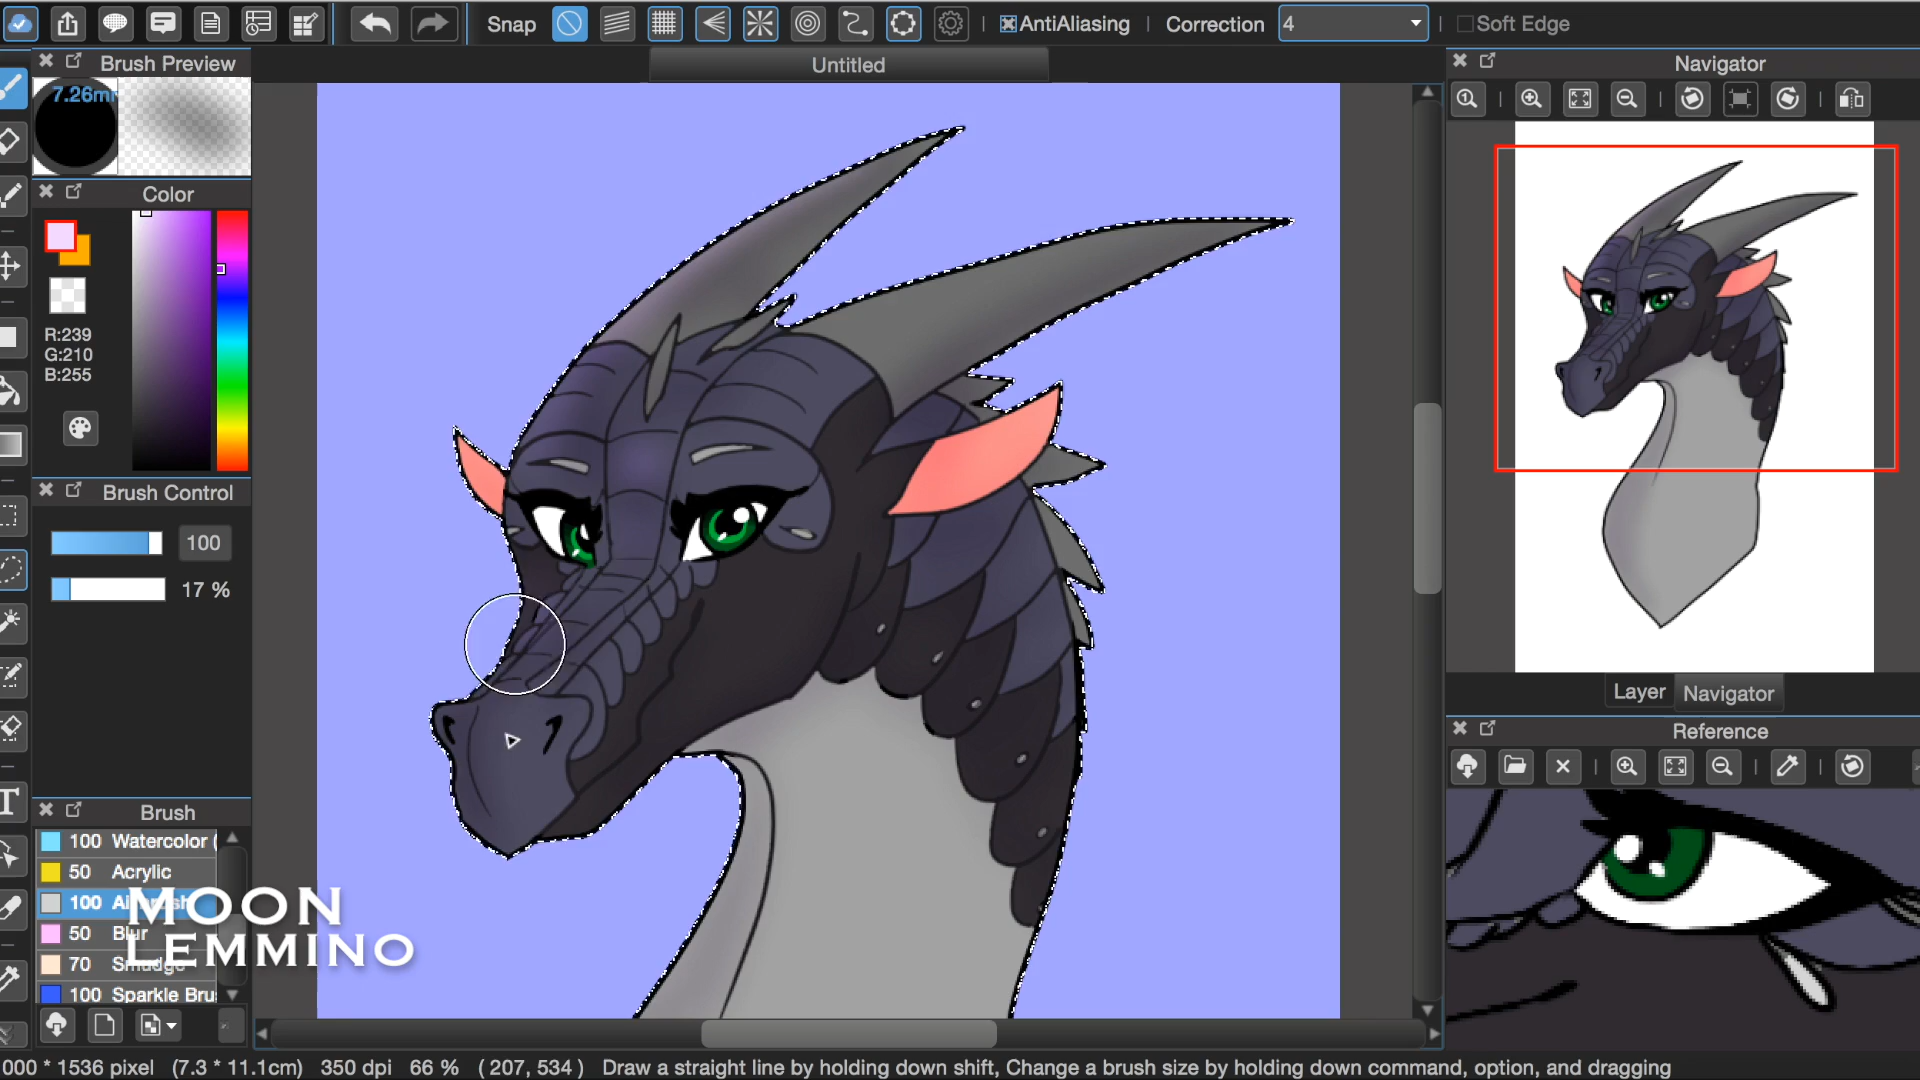 Snap
AntiAliasing
Correction
4
Soft Edge
Brush Preview
Untitled
Navigator
7.26m
Color
R:239
G:210
B:255
Brush Control
100
17 %
Layer
Navigator
Reference
Brush
100 Watercolor (
50 Acrylic
100 Airbrush
50 Blur
70 Smudge
100 Sparkle Bru
MOON
LEMMINO
000 * 1536 pixel (7.3 * 11.1cm) 350 dpi 66 % ( 207, 534 ) Draw a straight line by holding down shift, Change a brush size by holding down command, option, and dragging